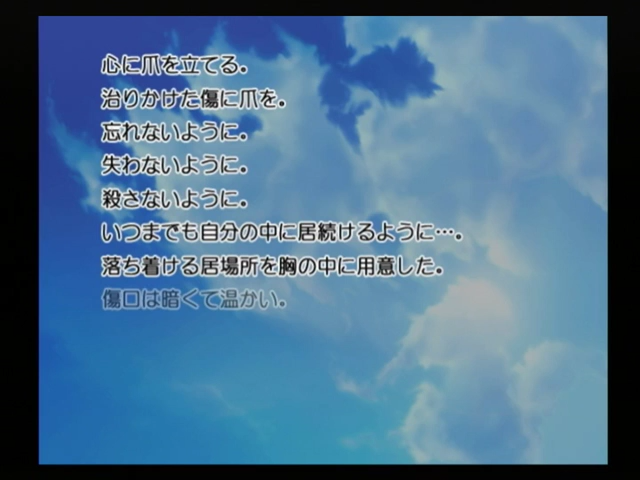 心に爪を立てる。
治りかけた傷に爪を。
忘れないように。
失わないように。
殺さないように。
いつまでも自分の中に居続けるように…。
落ち着ける居場所を胸の中に用意した。
傷口は暗くて温かい。